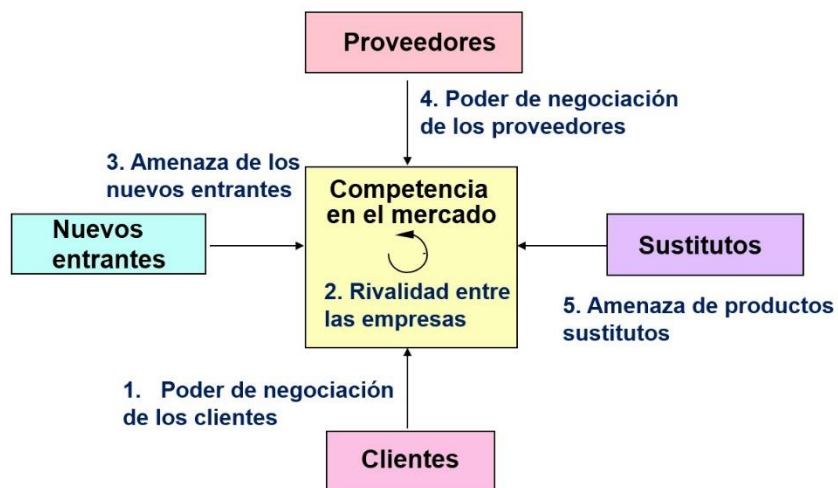 Proveedores
4. Poder de negociación
de los proveedores
3. Amenaza de los
nuevos entrantes
Competencia
en el mercado
Nuevos
entrantes
Sustitutos
2. Rivalidad entre
las empresas
5. Amenaza de productos
sustitutos
1. Poder de negociación
de los clientes
Clientes